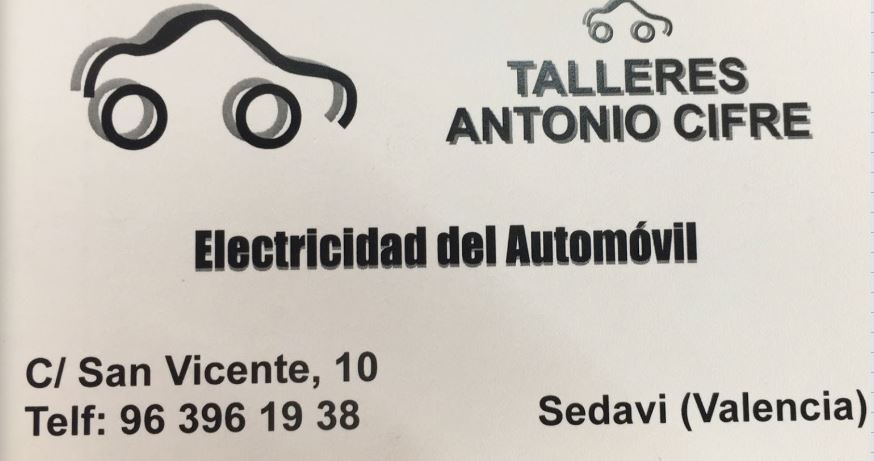 TALLERES
ANTONIO CIFRE
Electricidad del Automóvil
C/ San Vicente, 10
Telf: 96 396 19 38
Sedavi (Valencia)